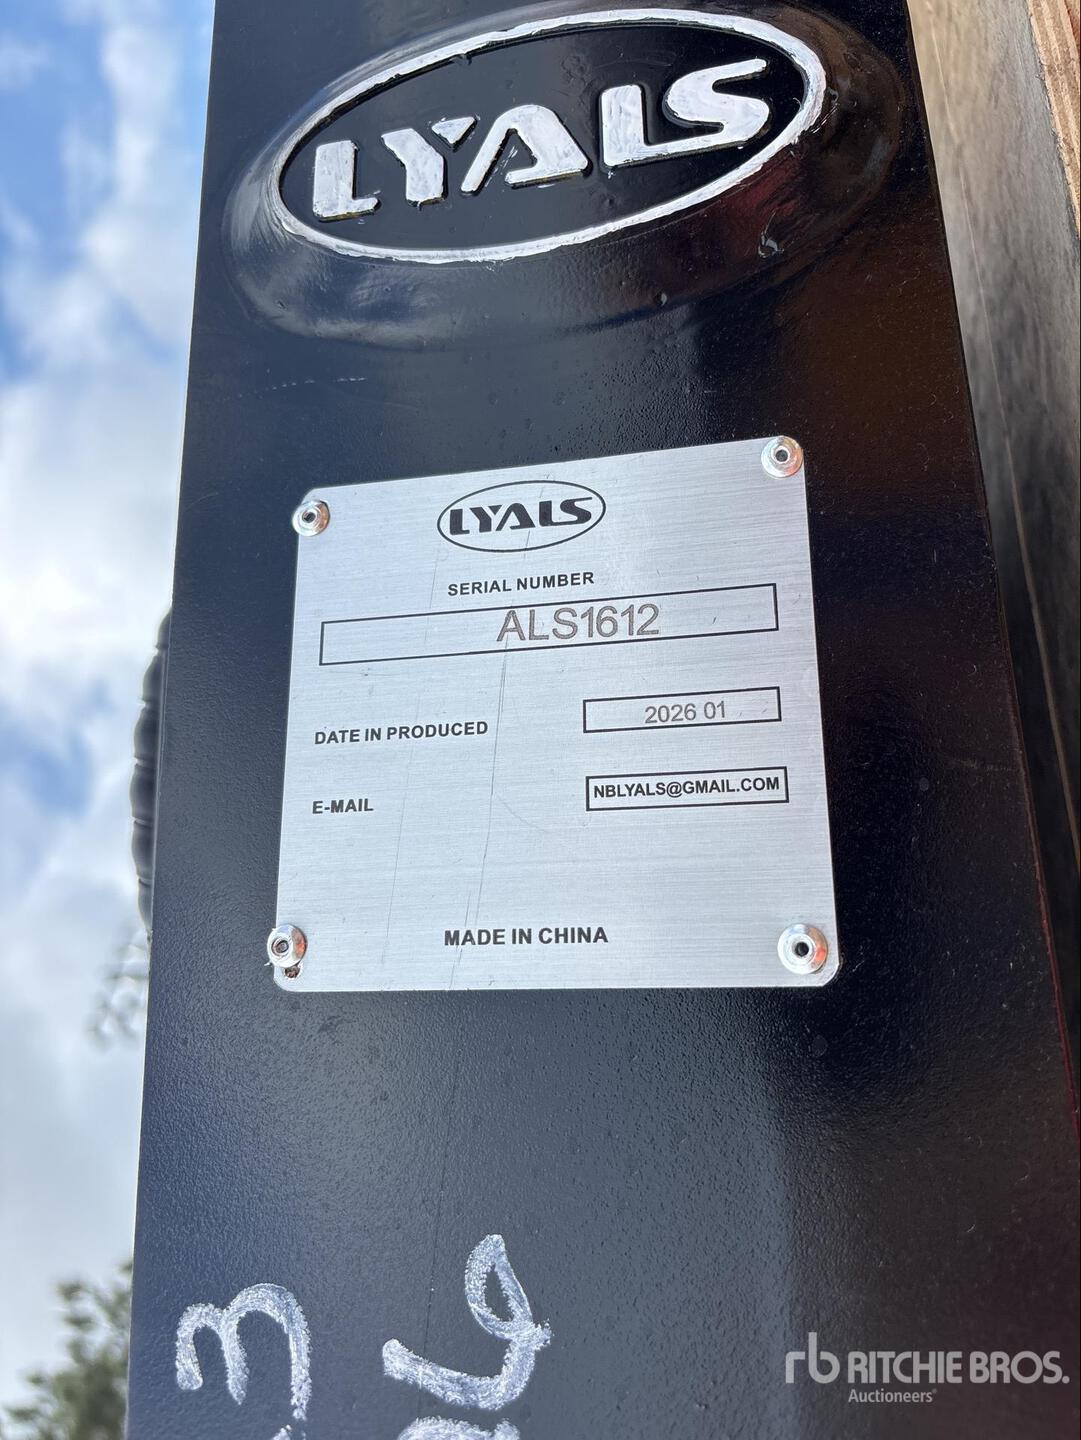 LYALS
LYALS
SERIAL NUMBER
ALS1612
DATE IN PRODUCED
2026 01
E-MAIL
NBLYALS@GMAIL.COM
MADE IN CHINA
rb RITCHIE BROS.
Auctioneers